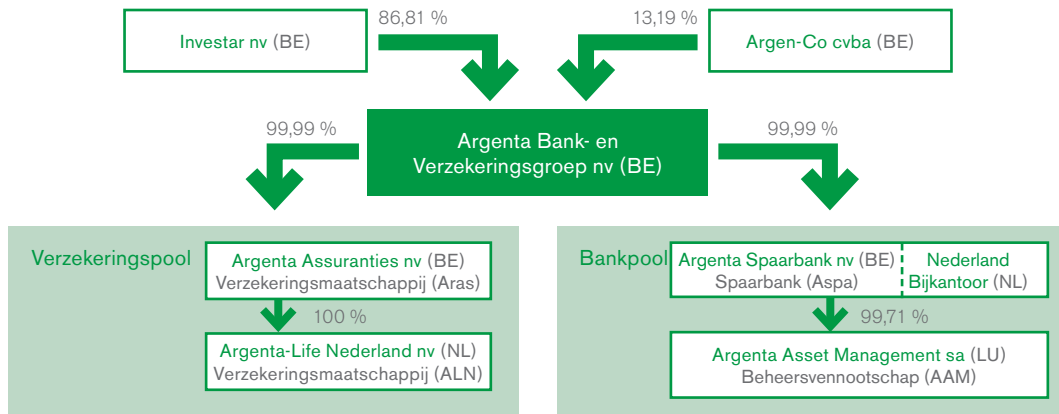 86,81 %
13,19 %
Investar nv (BE)
Argen-Co cvba (BE)
99,99 %
99,99 %
Argenta Bank- en
Verzekeringsgroep nv (BE)
Verzekeringspool
Argenta Assuranties nv (BE)
Verzekeringsmaatschappij (Aras)
100 %
Argenta-Life Nederland nv (NL)
Verzekeringsmaatschappij (ALN)
Bankpool
Argenta Spaarbank nv (BE)
Spaarbank (Aspa)
Nederland
Bijkantoor (NL)
99,71 %
Argenta Asset Management sa (LU)
Beheersvennootschap (AAM)